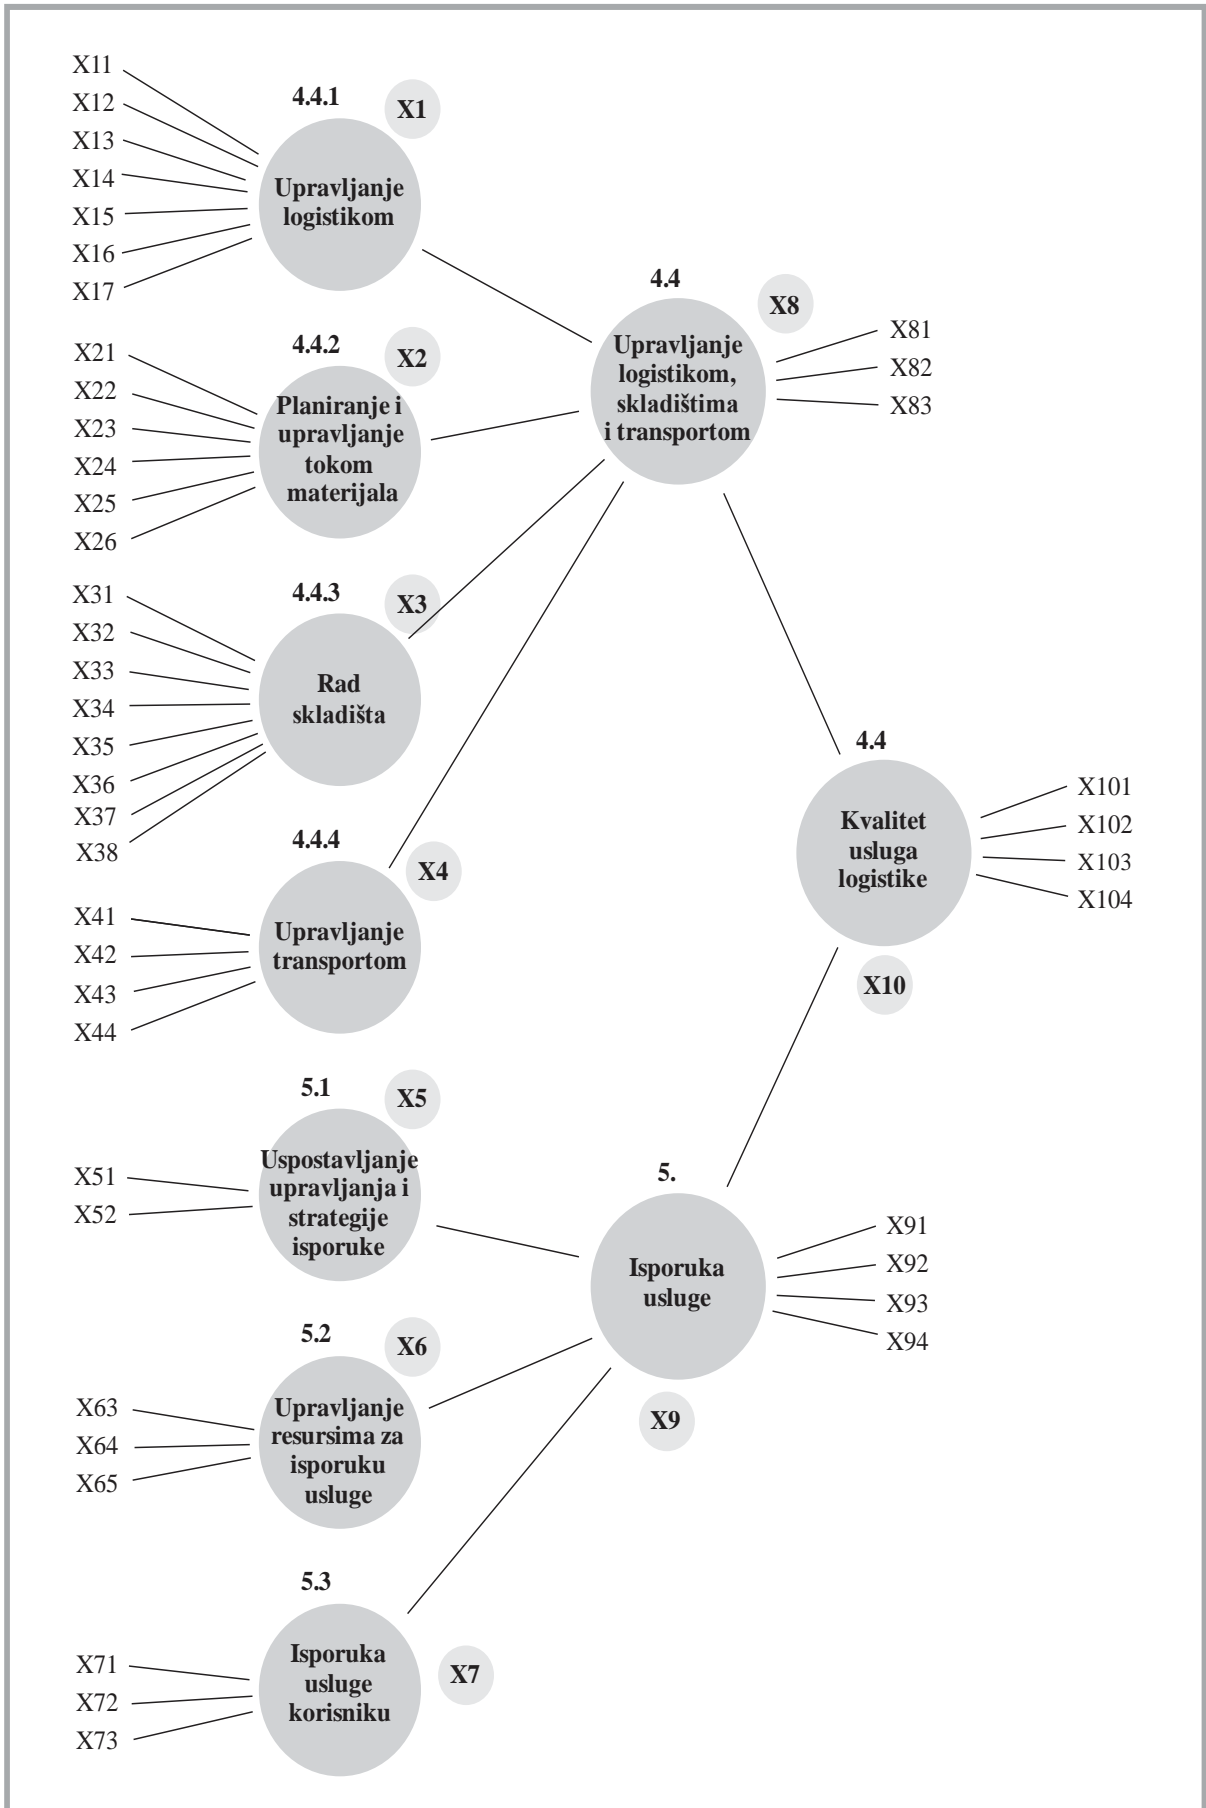 X11
X12
X13
X14
X15
X16
X17
4.4.1
X1
Upravljanje
logistikom
X21
X22
X23
X24
X25
X26
4.4.2
X2
Planiranje i
upravljanje
tokom
materijala
X31
X32
X33
X34
X35
X36
X37
X38
4.4.3
X3
Rad
skladišta
X41
X42
X43
X44
4.4.4
X4
Upravljanje
transportom
4.4
X8
Upravljanje
logistikom,
skladištima
i transportom
X81
X82
X83
4.4
Kvalitet
usluga
logistike
X10
X101
X102
X103
X104
X51
X52
5.1
X5
Uspostavljanje
upravljanja i
strategije
isporuke
X63
X64
X65
5.2
X6
Upravljanje
resursima za
isporuku
usluge
X71
X72
X73
5.3
X7
Isporuka
usluge
korisniku
5.
Isporuka
usluge
X9
X91
X92
X93
X94